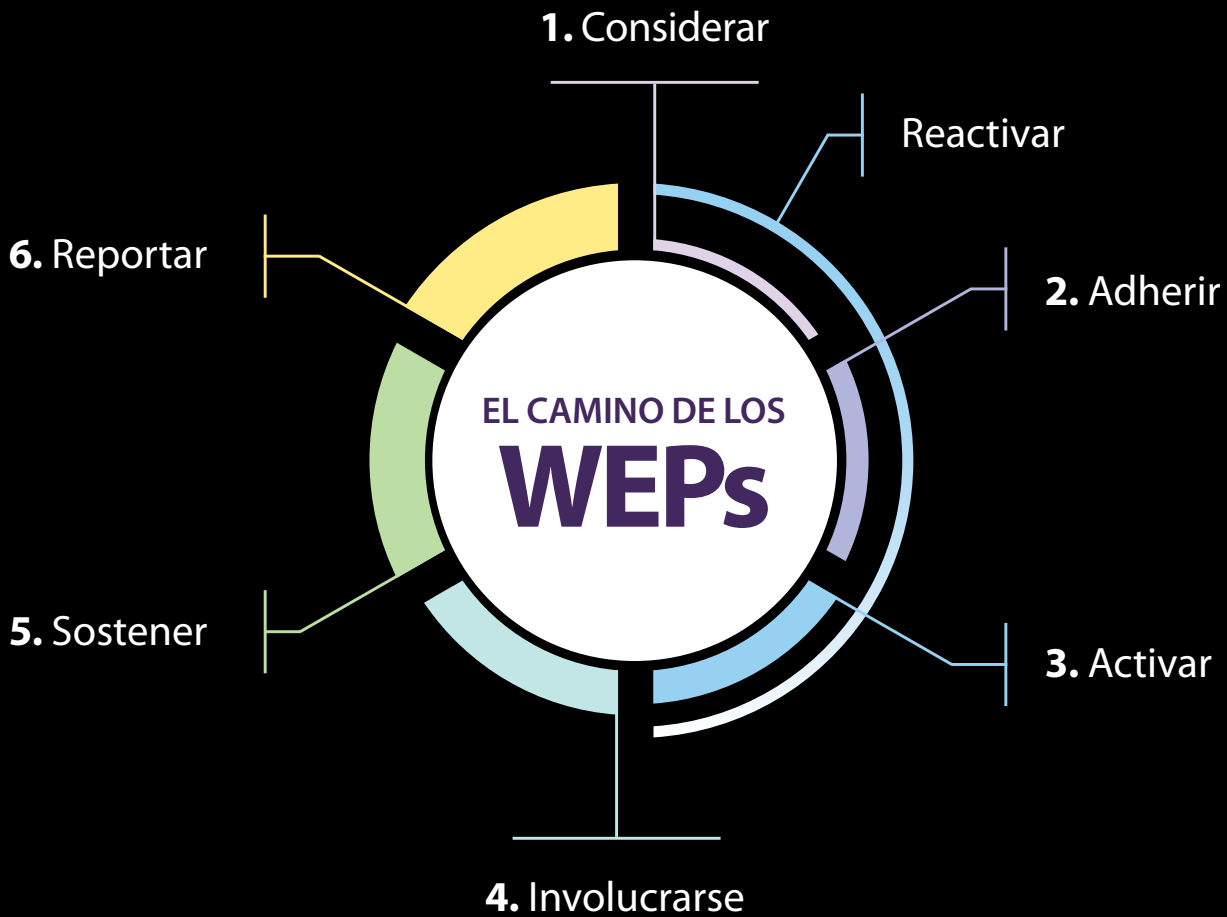 1. Considerar
Reactivar
2. Adherir
3. Activar
4. Involucrarse
5. Sostener
6. Reportar
EL CAMINO DE LOS
WEPs